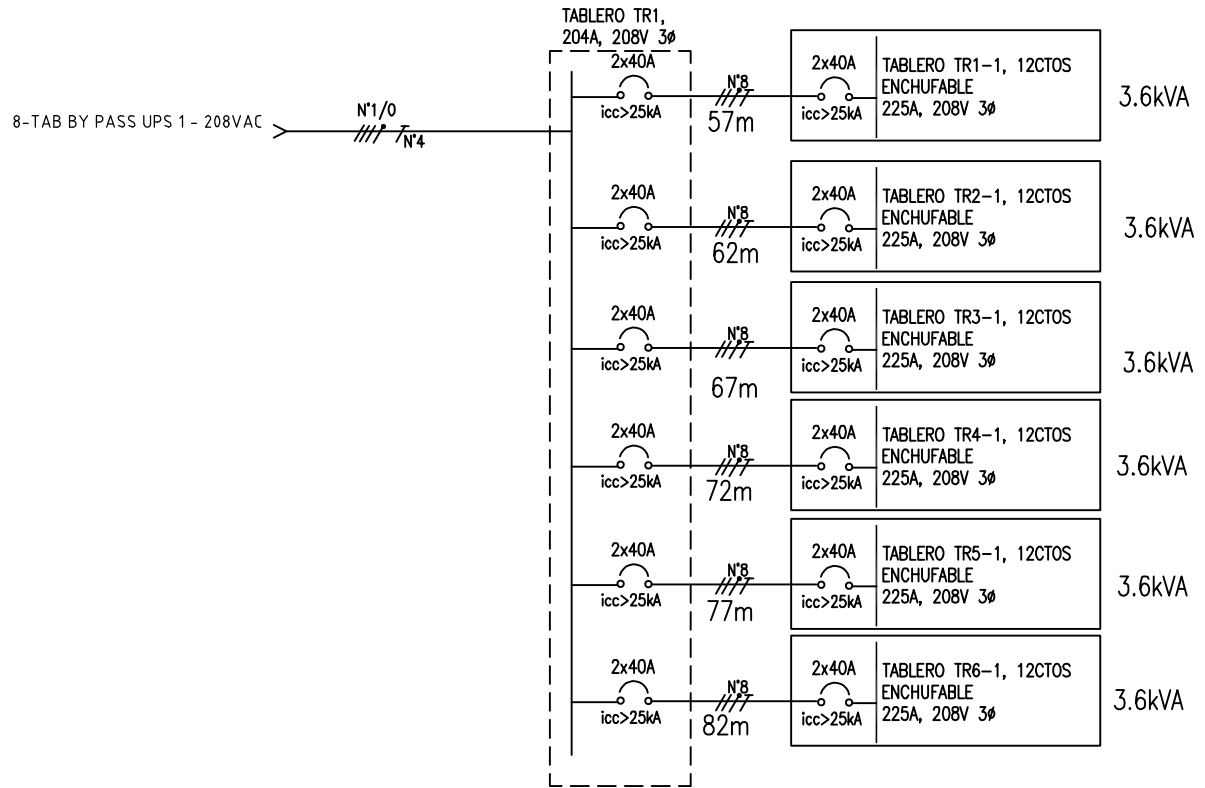 TABLERO TR1,
204A, 208V 3ø
8-TAB BY PASS UPS 1 - 208VAC
N°1/0
N°4
2x40A
icc>25kA
N°8
57m
2x40A
icc>25kA
TABLERO TR1-1, 12CTOS
ENCHUFABLE
225A, 208V 3ø
3.6kVA
2x40A
icc>25kA
N°8
62m
2x40A
icc>25kA
TABLERO TR2-1, 12CTOS
ENCHUFABLE
225A, 208V 3ø
3.6kVA
2x40A
icc>25kA
N°8
67m
2x40A
icc>25kA
TABLERO TR3-1, 12CTOS
ENCHUFABLE
225A, 208V 3ø
3.6kVA
2x40A
icc>25kA
N°8
72m
2x40A
icc>25kA
TABLERO TR4-1, 12CTOS
ENCHUFABLE
225A, 208V 3ø
3.6kVA
2x40A
icc>25kA
N°8
77m
2x40A
icc>25kA
TABLERO TR5-1, 12CTOS
ENCHUFABLE
225A, 208V 3ø
3.6kVA
2x40A
icc>25kA
N°8
82m
2x40A
icc>25kA
TABLERO TR6-1, 12CTOS
ENCHUFABLE
225A, 208V 3ø
3.6kVA